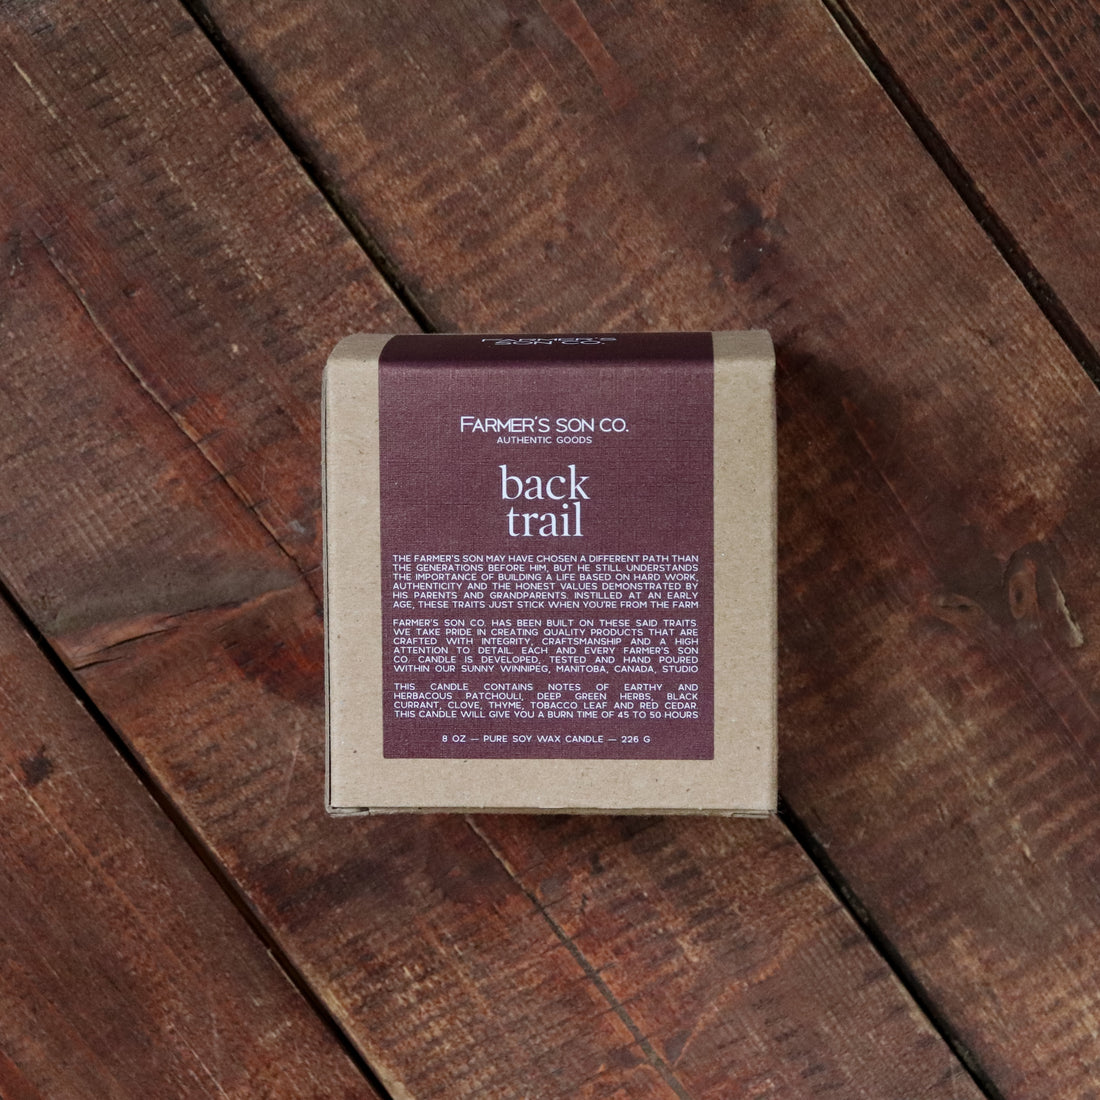 FARMER'S
SON CO.
FARMER'S SON CO.
AUTHENTIC GOODS
back
trail
THE FARMER'S SON MAY HAVE CHOSEN A DIFFERENT PATH THAN
THE GENERATIONS BEFORE HIM, BUT HE STILL UNDERSTANDS
THE IMPORTANCE OF BUILDING A LIFE BASED ON HARD WORK,
AUTHENTICITY AND THE HONEST VALUES DEMONSTRATED BY
HIS PARENTS AND GRANDPARENTS. INSTILLED AT AN EARLY
AGE, THESE TRAITS JUST STICK WHEN YOU'RE FROM THE FARM
FARMER'S SON CO. HAS BEEN BUILT ON THESE SAID TRAITS.
WE TAKE PRIDE IN CREATING QUALITY PRODUCTS THAT ARE
CRAFTED WITH INTEGRITY, CRAFTSMANSHIP AND A HIGH
ATTENTION TO DETAIL. EACH AND EVERY FARMER'S SON
CO. CANDLE IS DEVELOPED, TESTED AND HAND POURED
WITHIN OUR SUNNY WINNIPEG, MANITOBA, CANADA, STUDIO
THIS CANDLE CONTAINS NOTES OF EARTHY AND
HERBACOUS PATCHOULI, DEEP GREEN HERBS, BLACK
CURRANT, CLOVE, THYME, TOBACCO LEAF AND RED CEDAR.
THIS CANDLE WILL GIVE YOU A BURN TIME OF 45 TO 50 HOURS
8 OZ — PURE SOY WAX CANDLE — 226 G